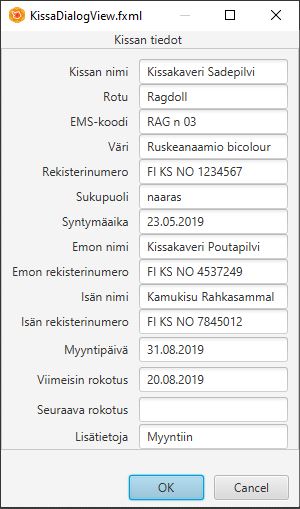 KissaDialogView.fxml
Kissan tiedot
Kissan nimi Kissakaveri Sadepilvi
Rotu Ragdoll
EMS-koodi RAG n 03
Väri Ruskeanaamio bicolour
Rekisterinumero FI KS NO 1234567
Sukupuoli naaras
Syntymäaika 23.05.2019
Emon nimi Kissakaveri Poutapilvi
Emon rekisterinumero FI KS NO 4537249
Isän nimi Kamukisu Rahkasammal
Isän rekisterinumero FI KS NO 7845012
Myyntipäivä 31.08.2019
Viimeisin rokotus 20.08.2019
Seuraava rokotus
Lisätietoja Myyntiin
OK Cancel